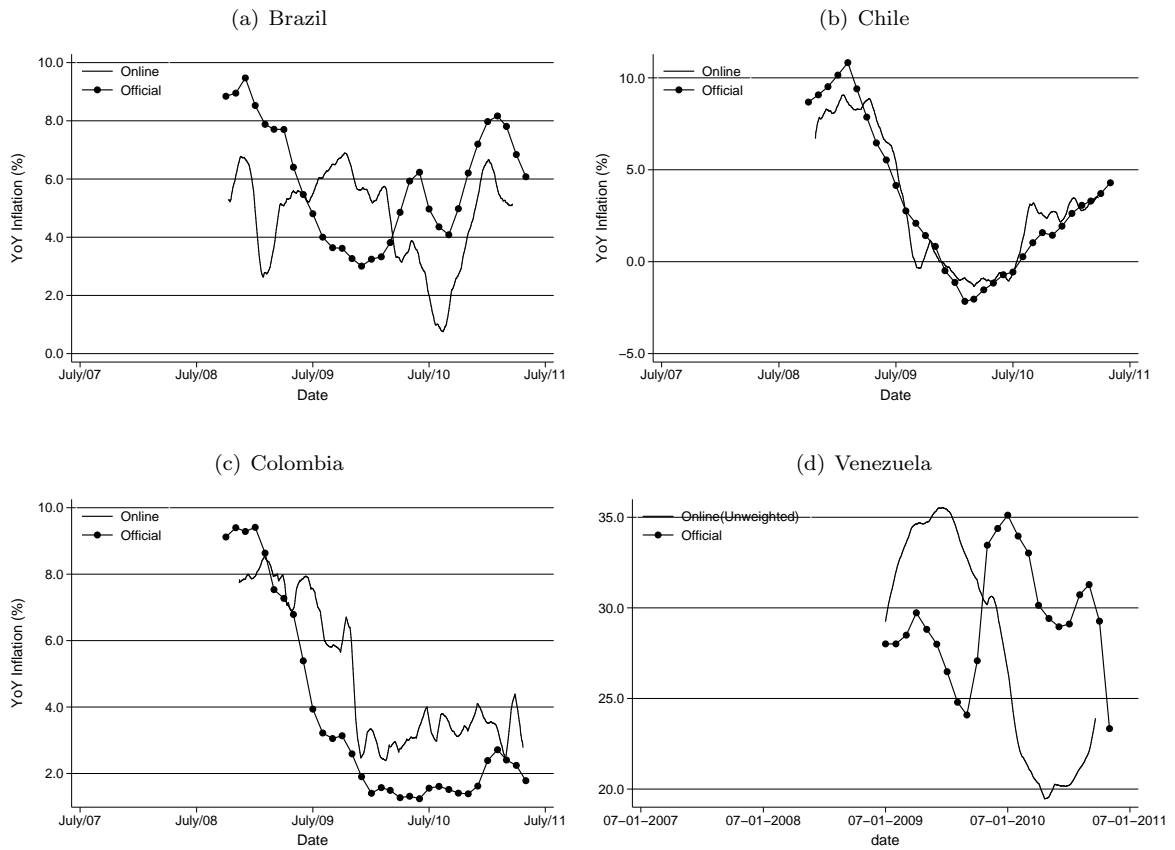 (a) Brazil
YoY Inflation (%)
10.0
8.0
6.0
4.0
2.0
0.0
Online
Official
July/07 July/08 July/09 July/10 July/11
Date
(b) Chile
YoY Inflation (%)
10.0
5.0
0.0
−5.0
Online
Official
July/07 July/08 July/09 July/10 July/11
Date
(c) Colombia
YoY Inflation (%)
10.0
8.0
6.0
4.0
2.0
Online
Official
July/07 July/08 July/09 July/10 July/11
Date
(d) Venezuela
35.0
30.0
25.0
20.0
Online(Unweighted)
Official
07−01−2007 07−01−2008 07−01−2009 07−01−2010 07−01−2011
date